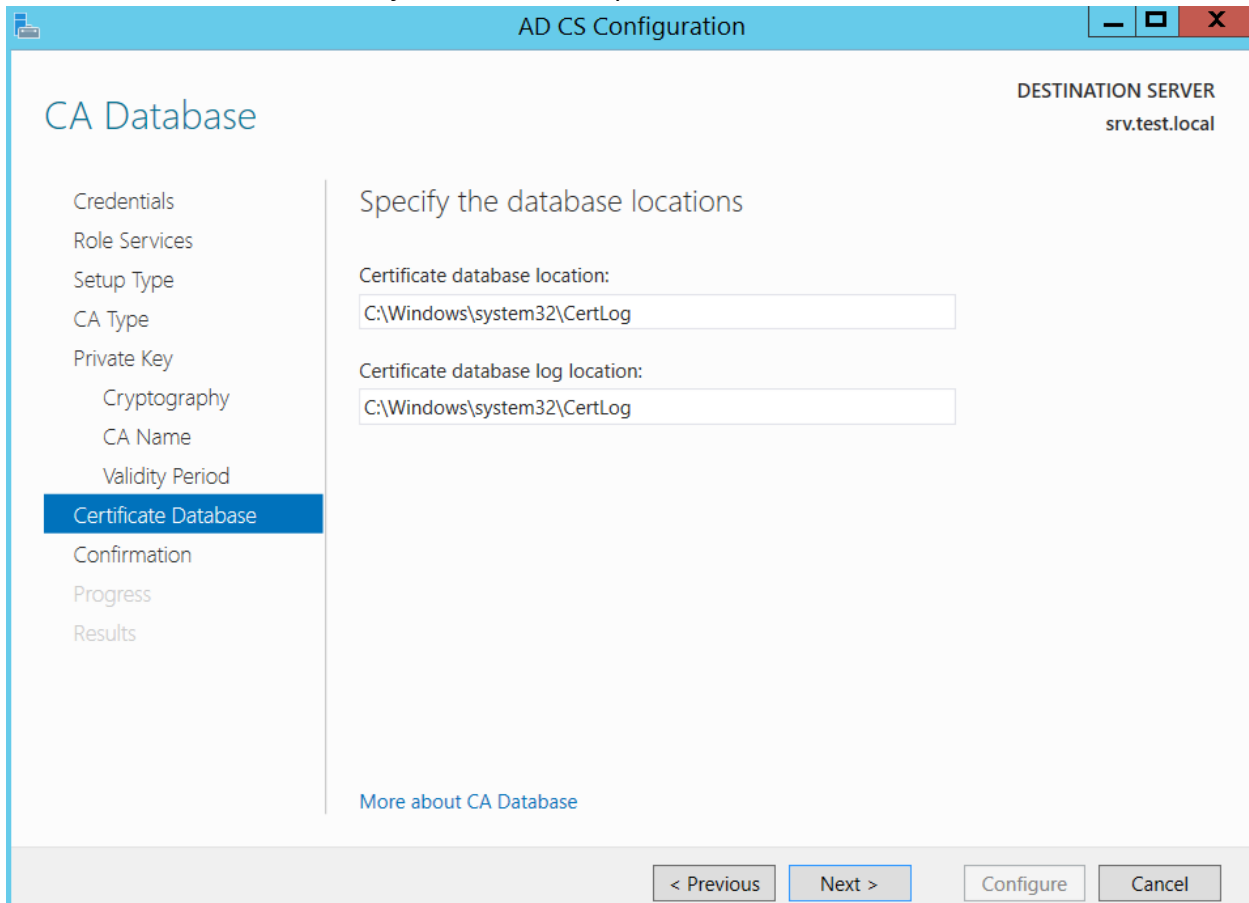 AD CS Configuration
X
CA Database
DESTINATION SERVER
srv.test.local
Credentials
Role Services
Setup Type
CA Type
Private Key
Cryptography
CA Name
Validity Period
Certificate Database
Confirmation
Progress
Results
Specify the database locations
Certificate database location:
C:\Windows\system32\CertLog
Certificate database log location:
C:\Windows\system32\CertLog
More about CA Database
< Previous
Next >
Configure
Cancel